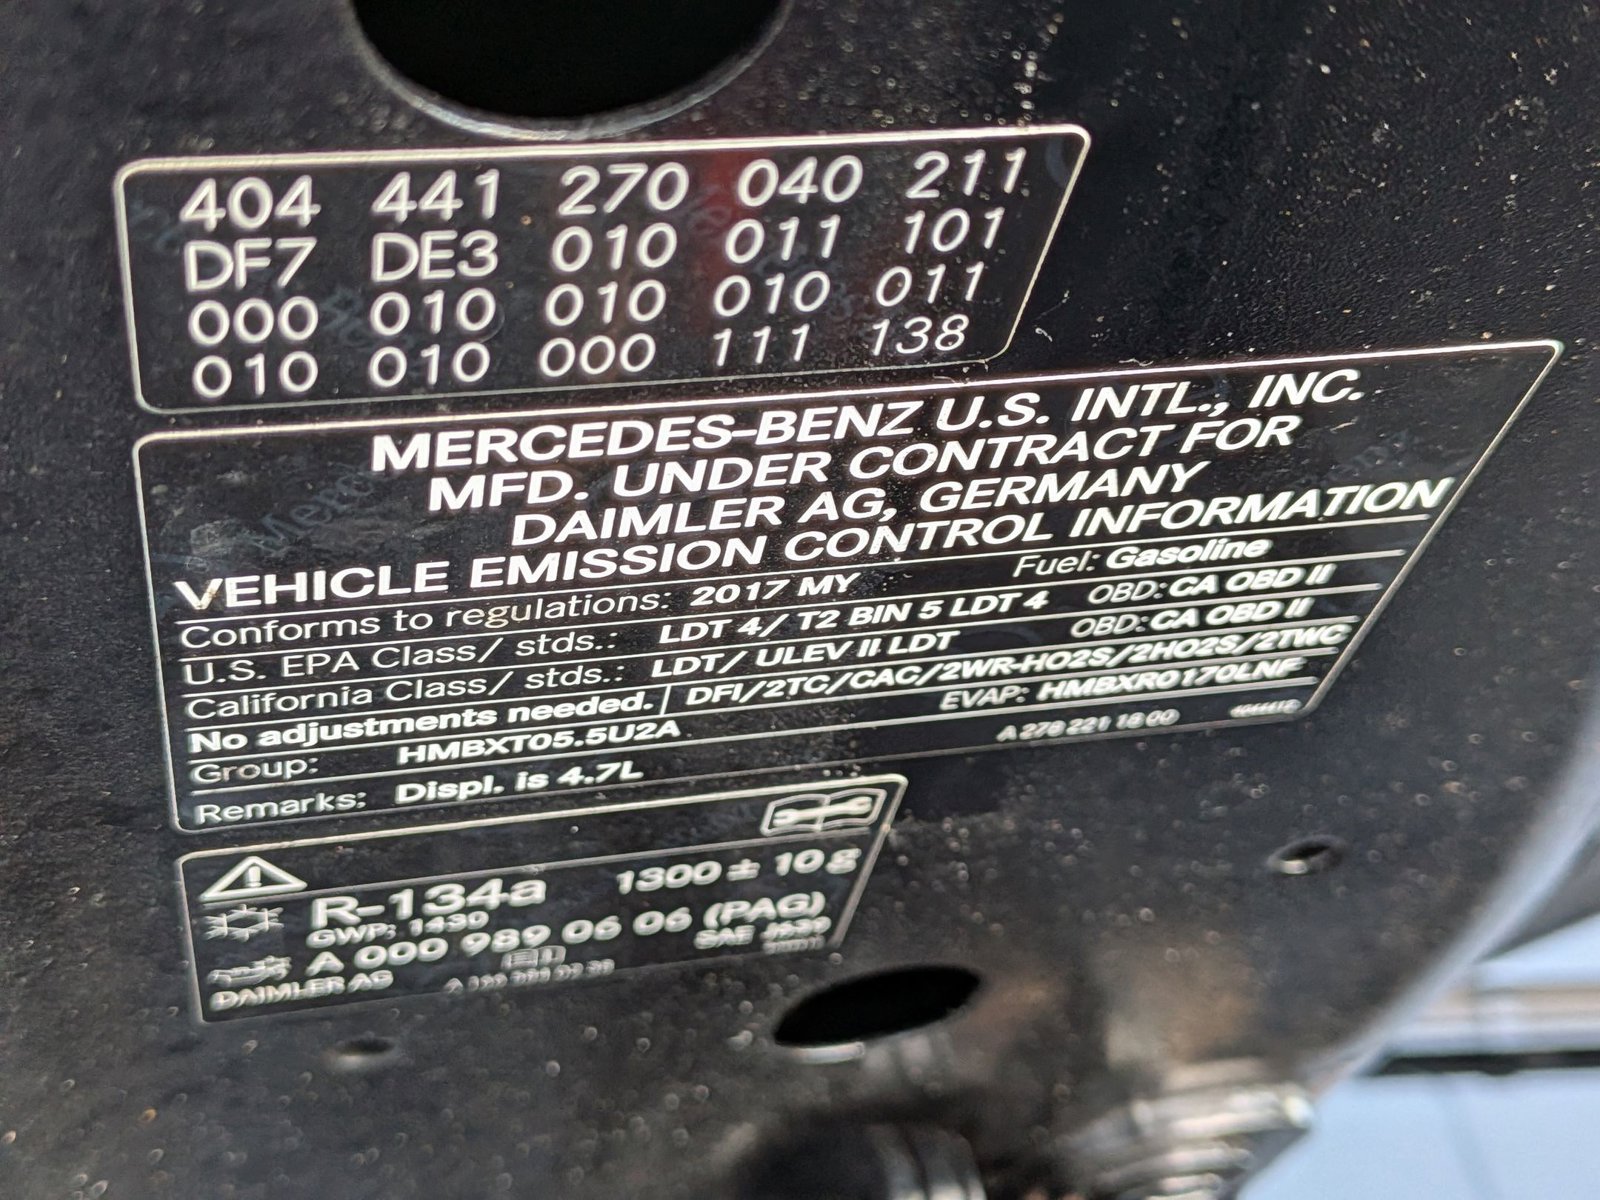 404 441 270 040 211
DF7 DE3 010 011 101
000 010 010 010 011
010 010 000 111 138
MERCEDES-BENZ U.S. INTL., INC.
MFD. UNDER CONTRACT FOR
DAIMLER AG, GERMANY
VEHICLE EMISSION CONTROL INFORMATION
Conforms to regulations: 2017 MY Fuel: Gasoline
U.S. EPA Class/ stds.: LDT 4/ T2 BIN 5 LDT 4 OBD: CA OBD II
California Class/ stds.: LDT/ ULEV II LDT OBD: CA OBD II
No adjustments needed. DFI/2TC/CAC/2WR-HO2S/2HO2S/2TWC
Group: HMBXT05.5U2A EVAP: HMBXR0170LNF
Remarks: Displ. is 4.7L A 278 221 18 00
R-134a 1300 ± 10 g
GWP: 1430
A 000 989 06 06 (PAG)
SAE J639
DAIMLER AG